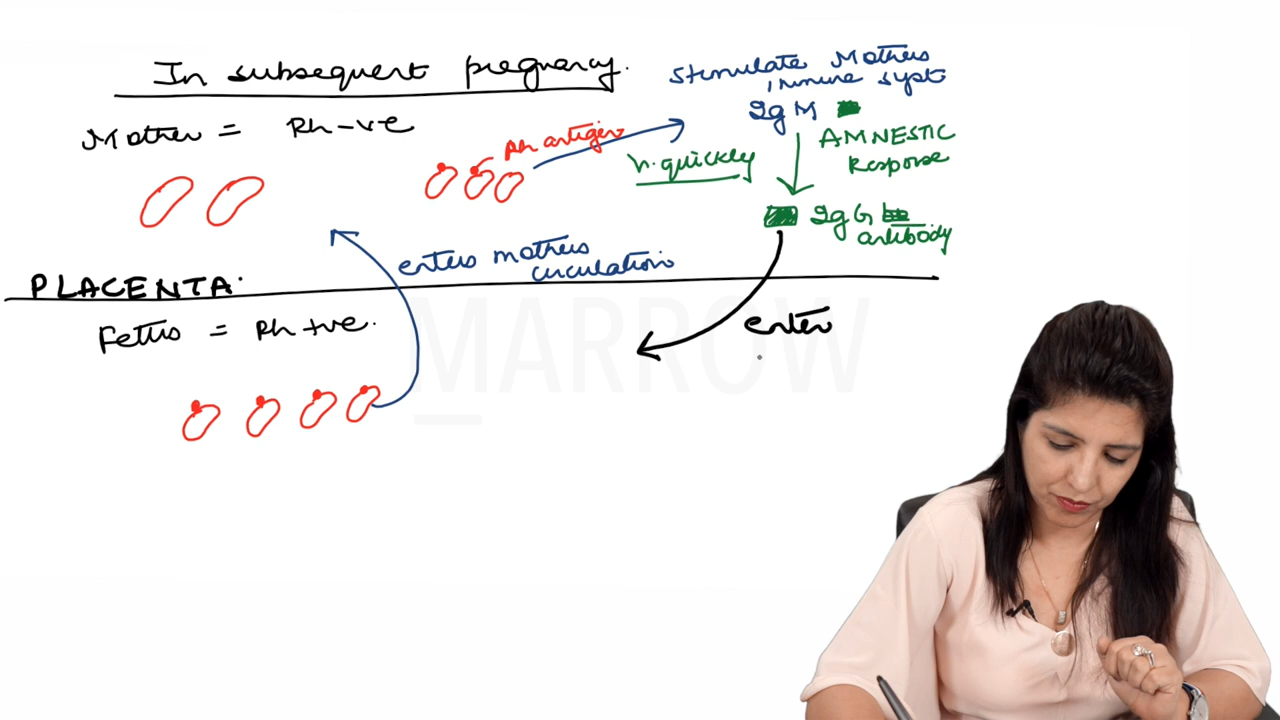 In subsequent pregnancy.
Mother = Rh-ve
Rh antigen
Stimulate Mothers
immune syst
IgM
AMNESTIC
Response
v. quickly
IgG
antibody
enters mothers
circulation
PLACENTA.
Fetus = Rh +ve.
enter
MARROW